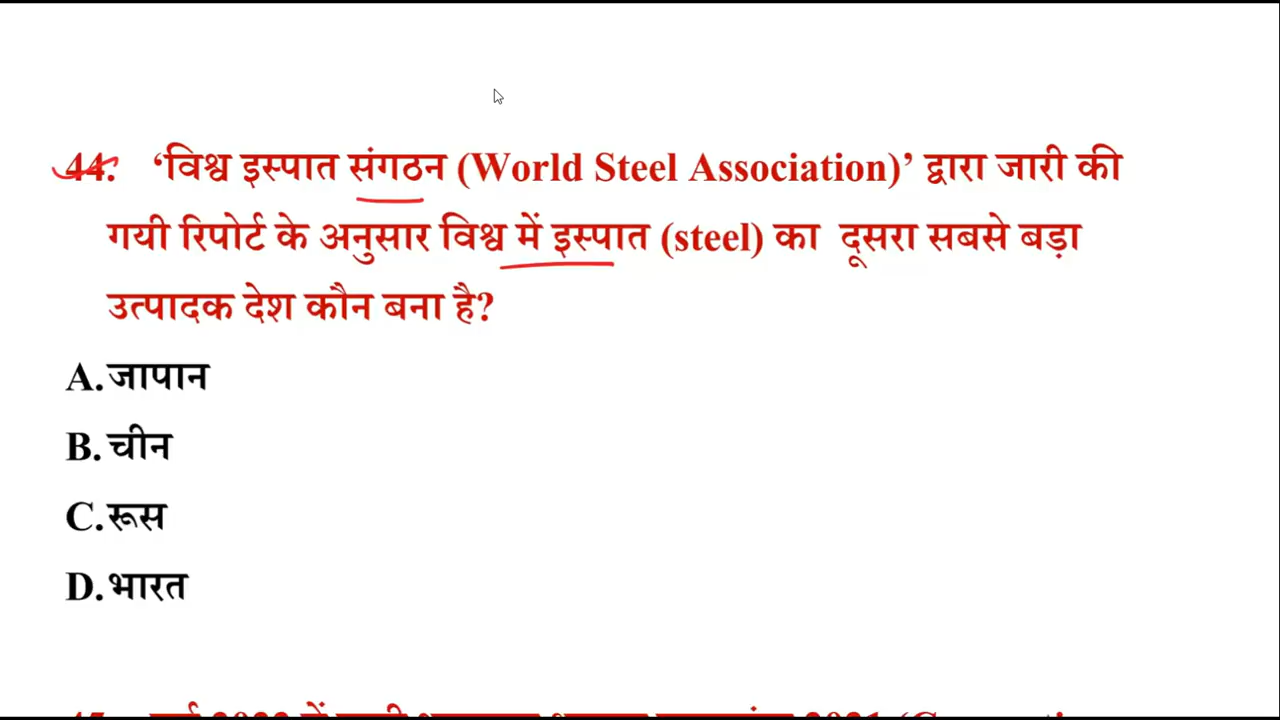 44. ‘विश्व इस्पात संगठन (World Steel Association)’ द्वारा जारी की
गयी रिपोर्ट के अनुसार विश्व में इस्पात (steel) का दूसरा सबसे बड़ा
उत्पादक देश कौन बना है?
A.जापान
B.चीन
C.रूस
D.भारत